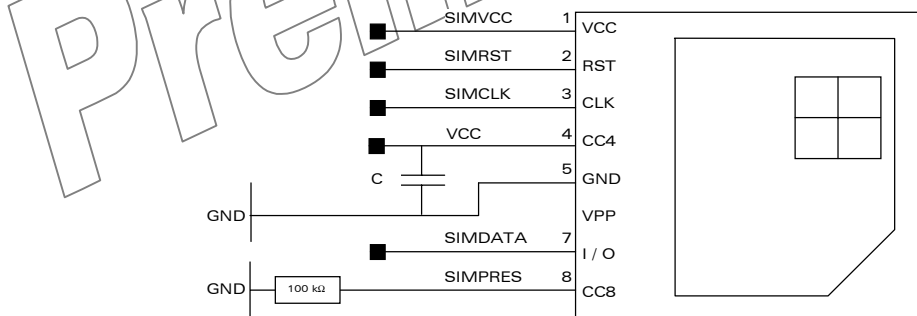 Prem
SIMVCC 1 VCC
SIMRST 2 RST
SIMCLK 3 CLK
VCC 4 CC4
C 5 GND
GND VPP
SIMDATA 7 I / O
SIMPRES 8 CC8
GND 100 kΩ